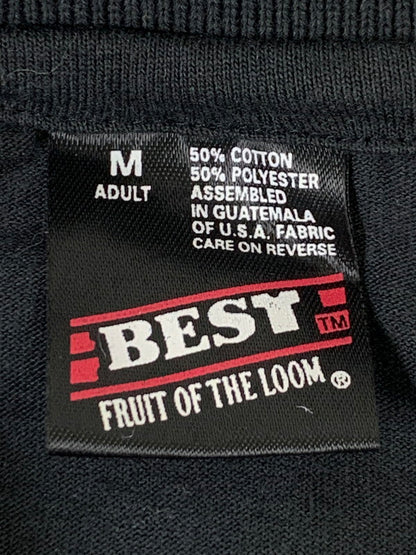 M
ADULT
50% COTTON
50% POLYESTER
ASSEMBLED
IN GUATEMALA
OF U.S.A. FABRIC
CARE ON REVERSE
BEST TM
FRUIT OF THE LOOM ®